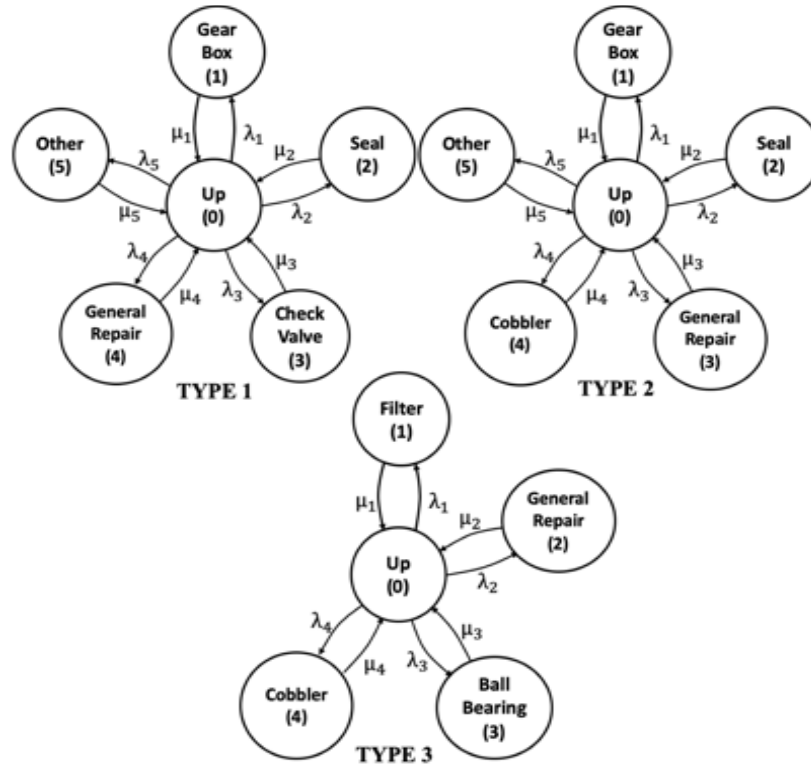 Gear
Box
(1)
μ₁
λ₁
Other
(5)
λ₅
μ₅
Seal
(2)
μ₂
λ₂
Up
(0)
λ₄
μ₄
General
Repair
(4)
μ₃
λ₃
Check
Valve
(3)
TYPE 1
Gear
Box
(1)
μ₁
λ₁
Other
(5)
λ₅
μ₅
Seal
(2)
μ₂
λ₂
Up
(0)
λ₄
μ₄
Cobbler
(4)
μ₃
λ₃
General
Repair
(3)
TYPE 2
Filter
(1)
μ₁
λ₁
General
Repair
(2)
μ₂
λ₂
Up
(0)
λ₄
μ₄
Cobbler
(4)
μ₃
λ₃
Ball
Bearing
(3)
TYPE 3